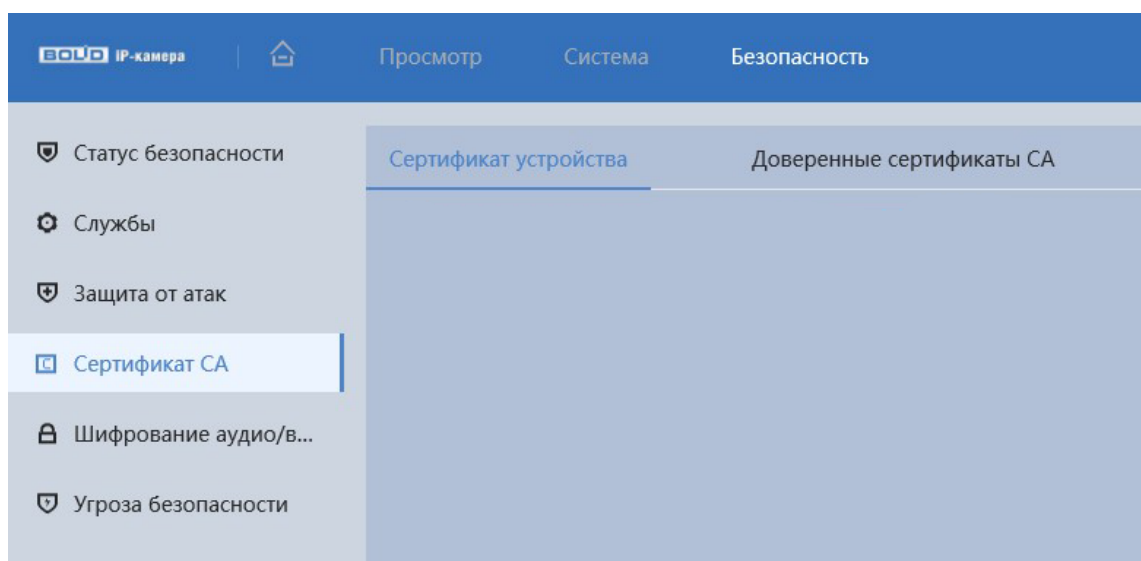 BOLID IP-камера
Просмотр
Система
Безопасность
Статус безопасности
Службы
Защита от атак
Сертификат CA
Шифрование аудио/в...
Угроза безопасности
Сертификат устройства
Доверенные сертификаты CA